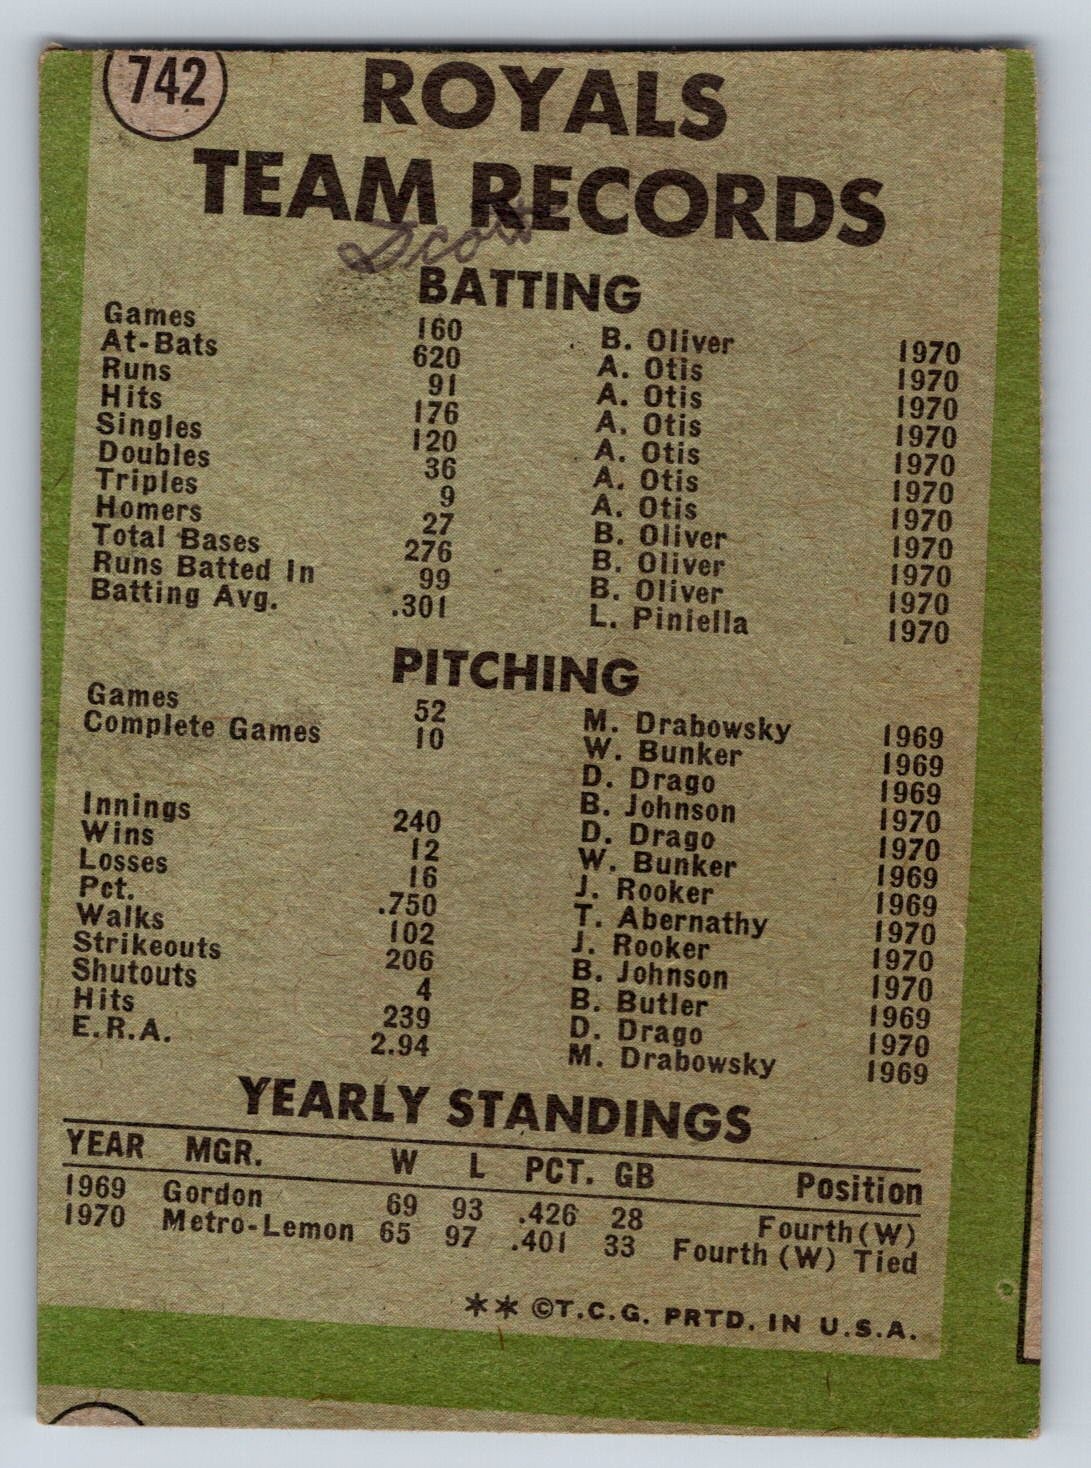 742
ROYALS
TEAM RECORDS
Scott
BATTING
Games 160 B. Oliver 1970
At-Bats 620 A. Otis 1970
Runs 91 A. Otis 1970
Hits 176 A. Otis 1970
Singles 120 A. Otis 1970
Doubles 36 A. Otis 1970
Triples 9 A. Otis 1970
Homers 27 B. Oliver 1970
Total Bases 276 B. Oliver 1970
Runs Batted In 99 B. Oliver 1970
Batting Avg. .301 L. Piniella 1970
PITCHING
Games 52 M. Drabowsky 1969
Complete Games 10 W. Bunker 1969
D. Drago 1969
B. Johnson 1970
Innings 240 D. Drago 1970
Wins 12 W. Bunker 1969
Losses 16 J. Rooker 1969
Pct. .750 T. Abernathy 1970
Walks 102 J. Rooker 1970
Strikeouts 206 B. Johnson 1970
Shutouts 4 B. Butler 1969
Hits 239 D. Drago 1970
E.R.A. 2.94 M. Drabowsky 1969
YEARLY STANDINGS
YEAR MGR. W L PCT. GB Position
1969 Gordon 69 93 .426 28 Fourth (W)
1970 Metro-Lemon 65 97 .401 33 Fourth (W) Tied
** ©T.C.G. PRTD. IN U.S.A.